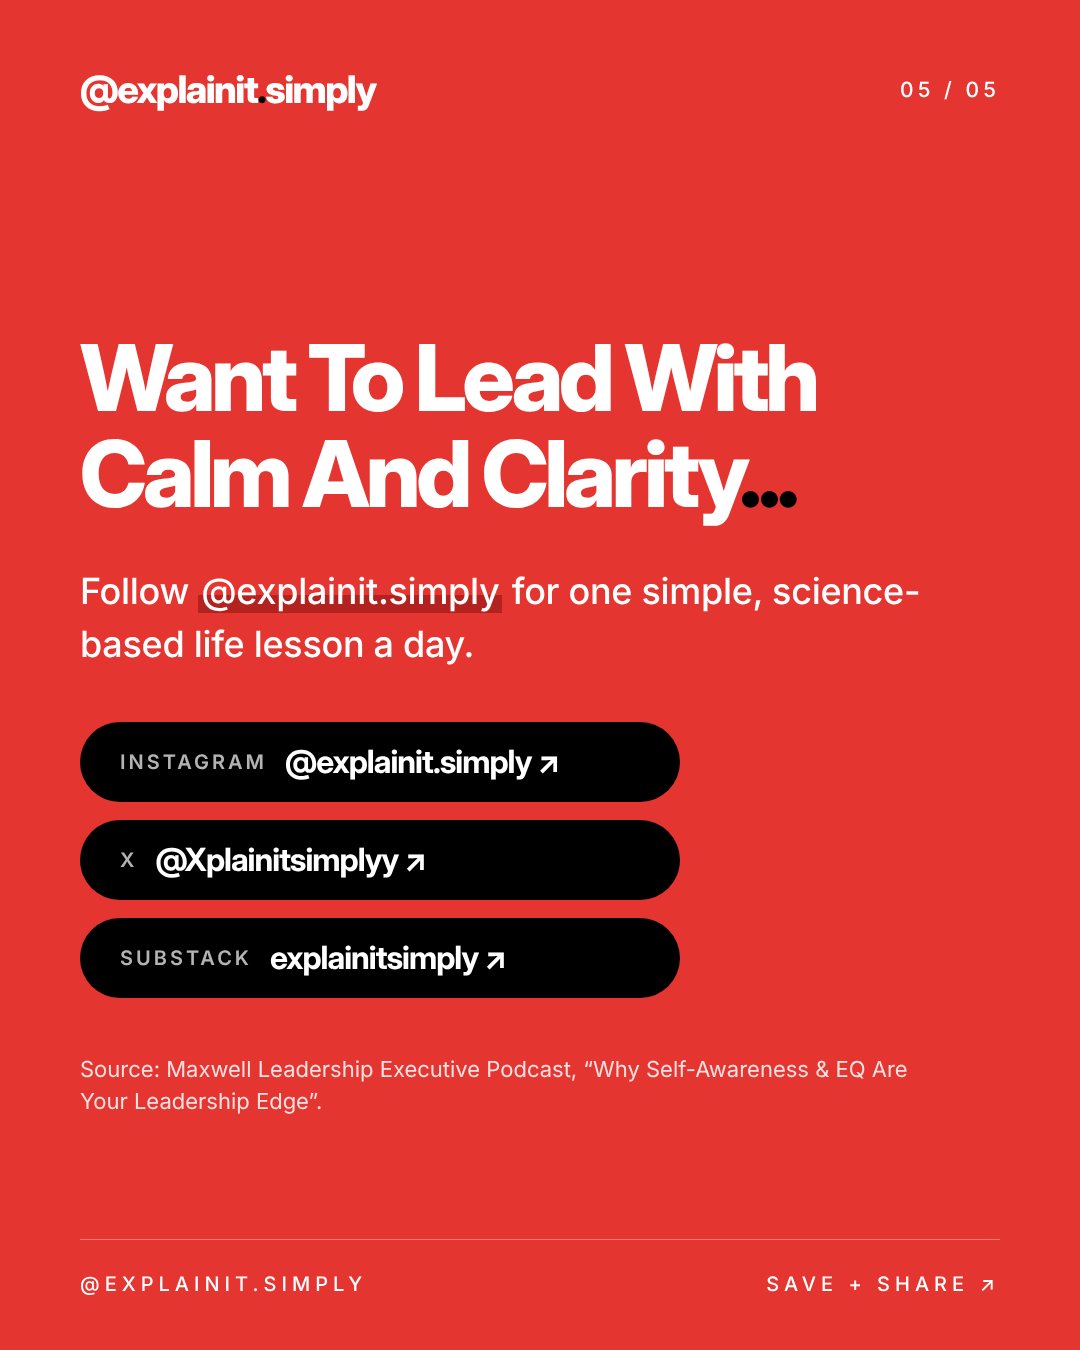 @explainit.simply
05 / 05
Want To Lead With
Calm And Clarity...
Follow @explainit.simply for one simple, science-
based life lesson a day.
INSTAGRAM @explainit.simply ↗
X @Xplainitsimplyy ↗
SUBSTACK explainitsimply ↗
Source: Maxwell Leadership Executive Podcast, “Why Self-Awareness & EQ Are
Your Leadership Edge”.
@EXPLAINIT.SIMPLY
SAVE + SHARE ↗